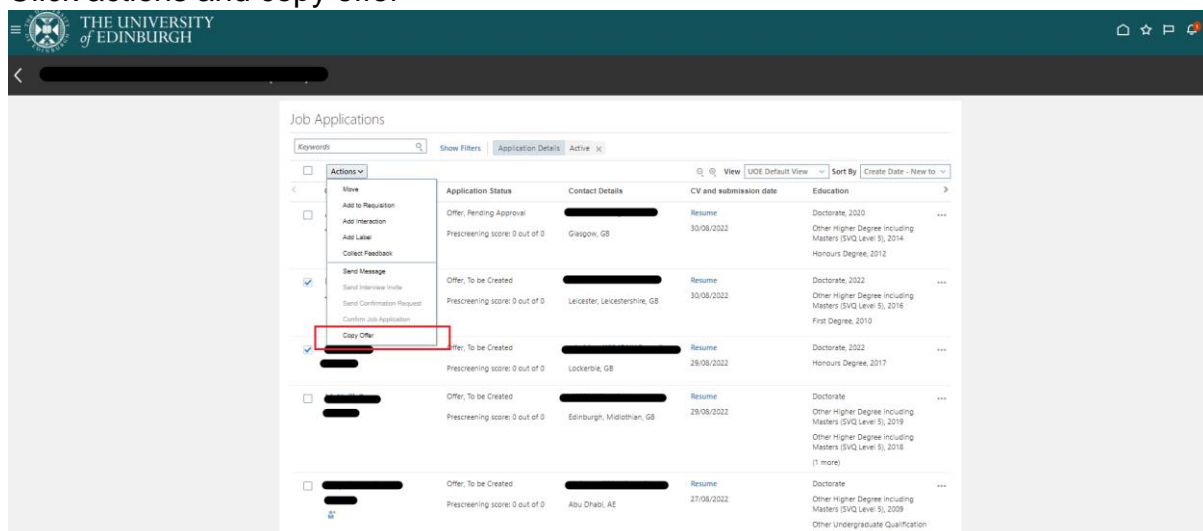 Click actions and copy offer
THE UNIVERSITY
of EDINBURGH
Job Applications
Keywords Show Filters Application Details Active ×
Actions View UOE Default View Sort By Create Date - New to
Application Status Contact Details CV and submission date Education
Move
Add to Requisition
Add Interaction
Add Label
Collect Feedback
Send Message
Send Interview Invite
Send Confirmation Request
Confirm Job Application
Copy Offer
Offer, Pending Approval Resume Doctorate, 2020 ...
Prescreening score: 0 out of 0 Glasgow, GB 30/08/2022 Other Higher Degree including
Masters (SVQ Level 5), 2014
Honours Degree, 2012
Offer, To be Created Resume Doctorate, 2022 ...
Prescreening score: 0 out of 0 Leicester, Leicestershire, GB 30/08/2022 Other Higher Degree including
Masters (SVQ Level 5), 2016
First Degree, 2010
Offer, To be Created Resume Doctorate, 2022 ...
Prescreening score: 0 out of 0 Lockerbie, GB 29/08/2022 Honours Degree, 2017
Offer, To be Created Resume Doctorate ...
Prescreening score: 0 out of 0 Edinburgh, Midlothian, GB 29/08/2022 Other Higher Degree including
Masters (SVQ Level 5), 2019
Other Higher Degree including
Masters (SVQ Level 5), 2018
(1 more)
Offer, To be Created Resume Doctorate ...
Prescreening score: 0 out of 0 Abu Dhabi, AE 27/08/2022 Other Higher Degree including
Masters (SVQ Level 5), 2009
Other Undergraduate Qualification